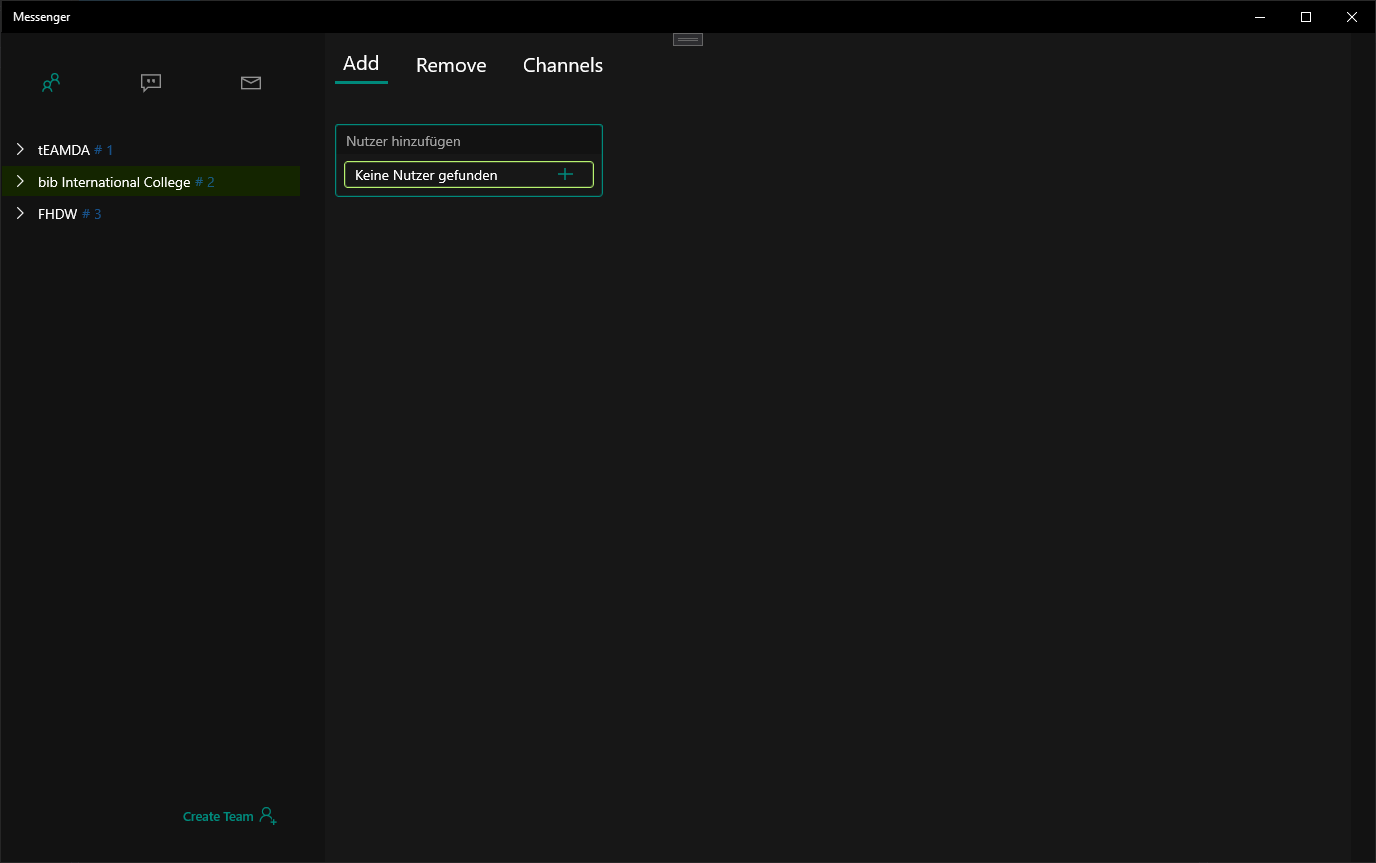 Messenger
Add
Remove
Channels
tEAMDA # 1
bib International College # 2
FHDW # 3
Nutzer hinzufügen
Keine Nutzer gefunden
Create Team